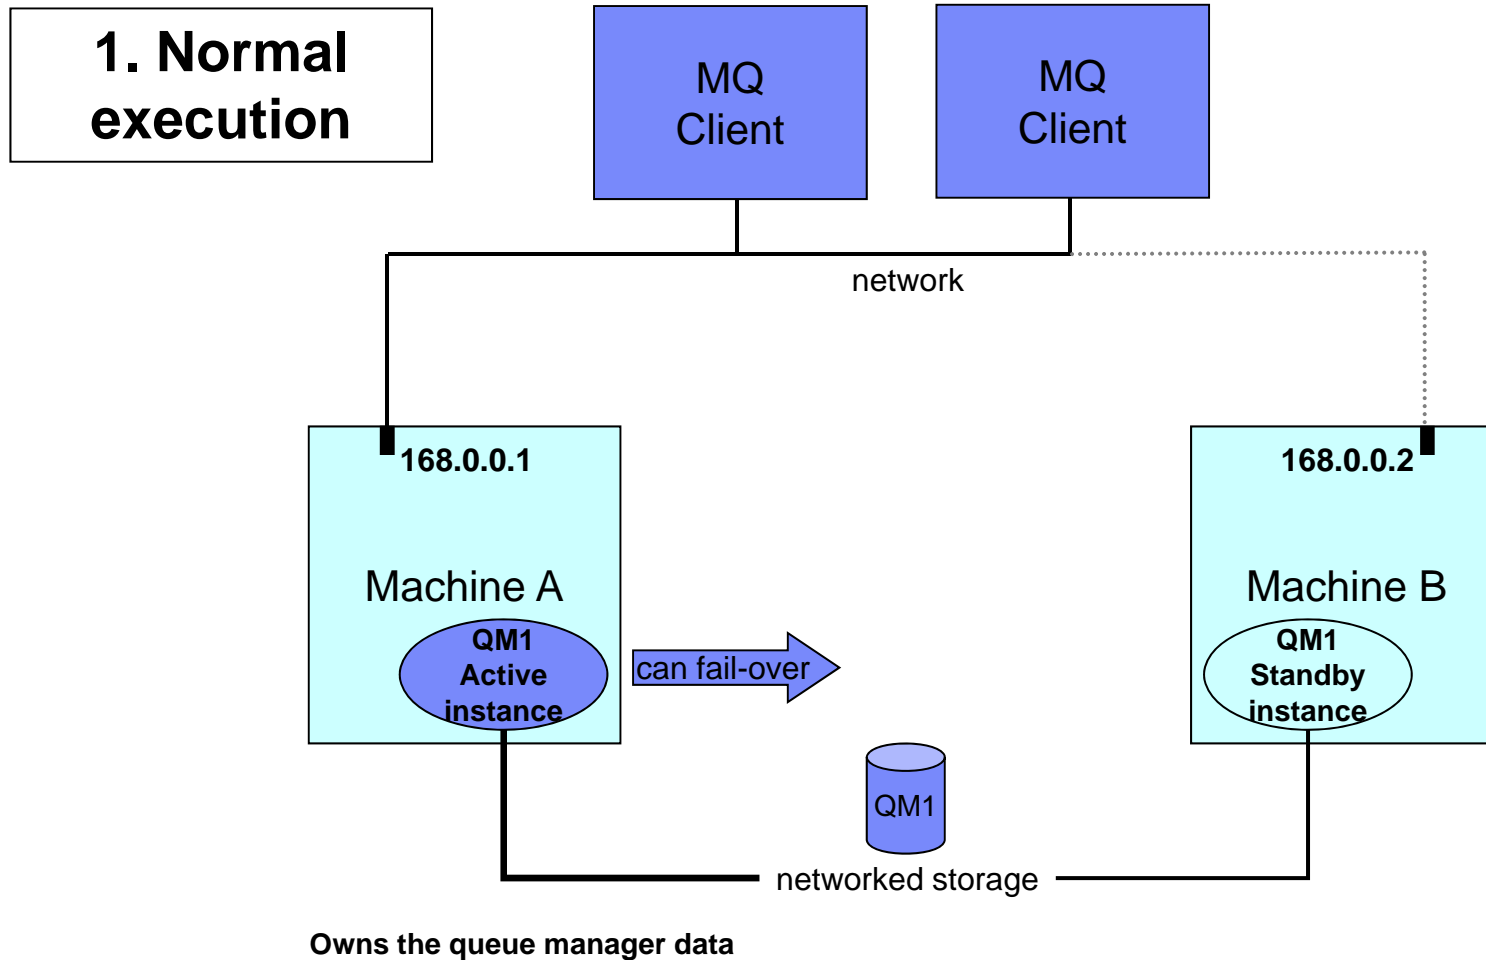 1. Normal
execution
MQ
Client
MQ
Client
network
168.0.0.1
168.0.0.2
Machine A
Machine B
QM1
Active
instance
can fail-over
QM1
Standby
instance
QM1
networked storage
Owns the queue manager data